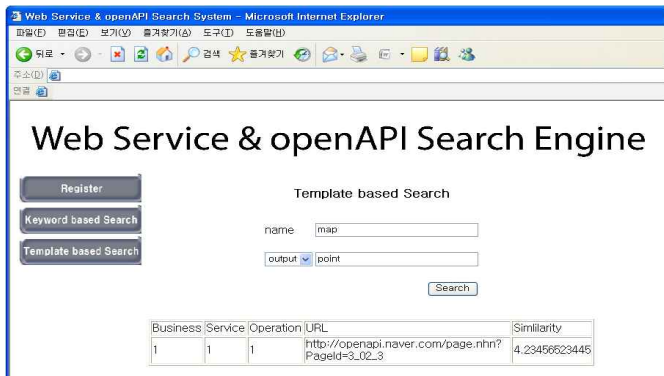 Web Service & openAPI Search System - Microsoft Internet Explorer
파일(F) 편집(E) 보기(V) 즐겨찾기(A) 도구(T) 도움말(H)
뒤로 검색 즐겨찾기
주소(D)
연결
Web Service & openAPI Search Engine
Register
Keyword based Search
Template based Search
Template based Search
name map
output point
Search
Business Service Operation URL Simlilarity
1 1 1 http://openapi.naver.com/page.nhn? 4.23456523445
PageId=3_02_3